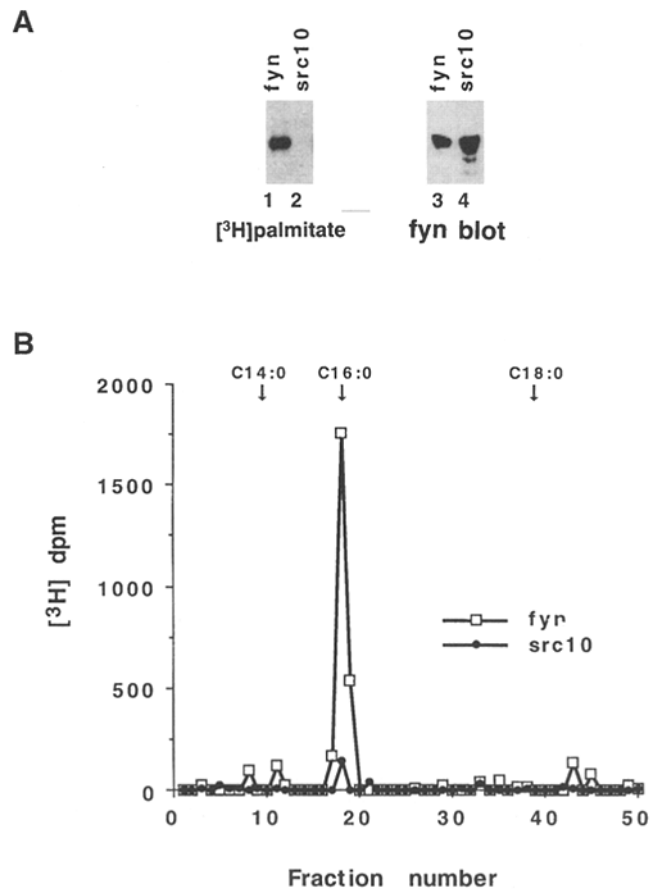 A
fyn src10 fyn src10
1 2 3 4
[³H]palmitate fyn blot
B
C14:0 C16:0 C18:0
2000
1500
1000
500
0
[³H] dpm
fyn
src10
0 10 20 30 40 50
Fraction number